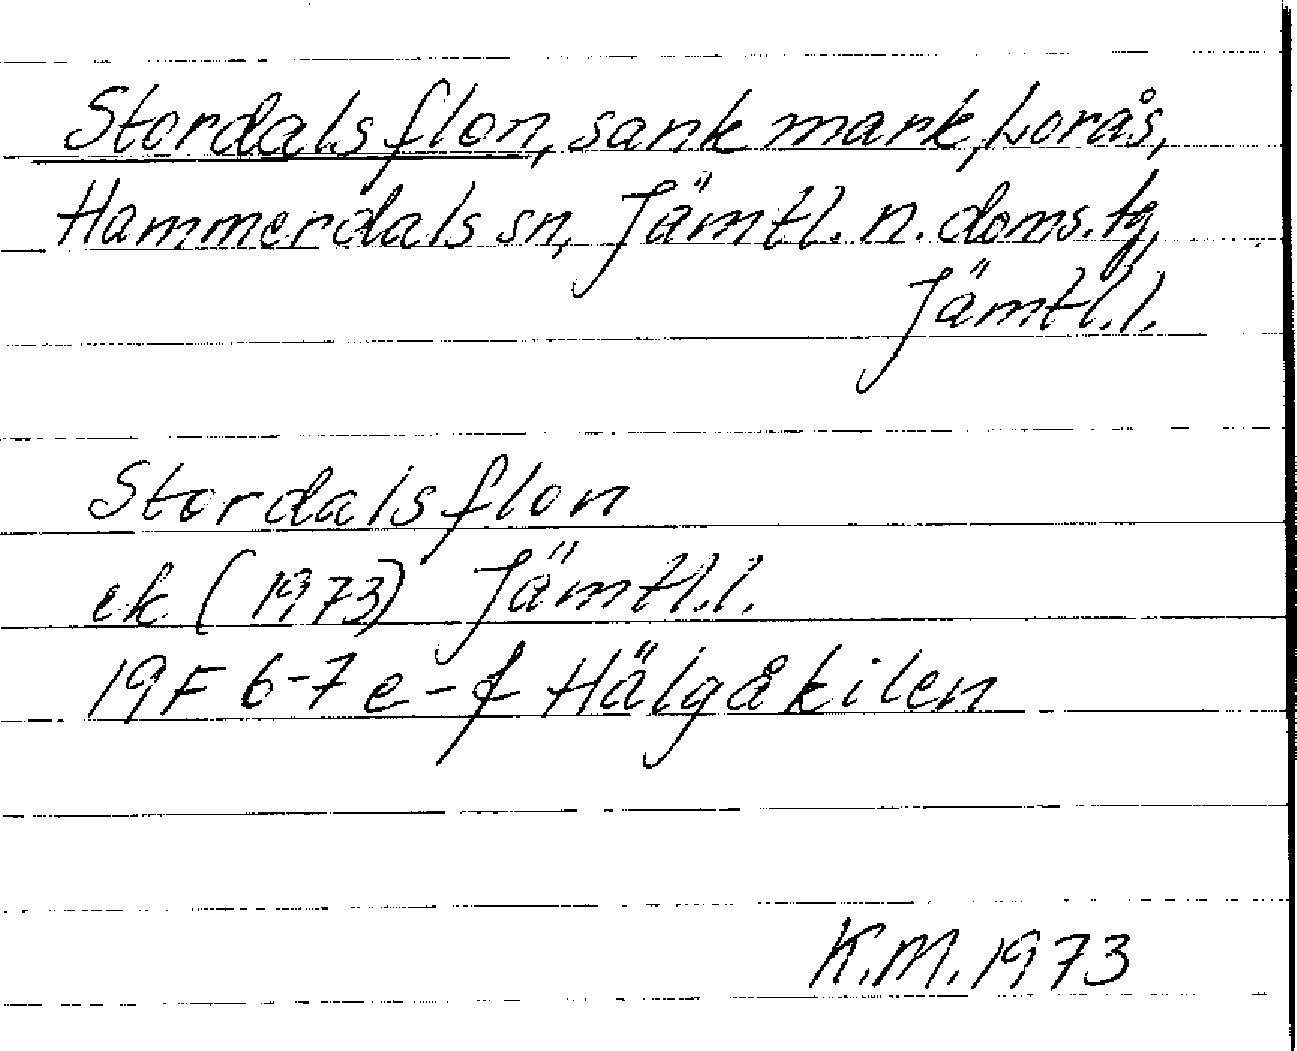 Stordalsflon, sank mark, Lorås,
Hammerdals sn, Jämtl. n. doms. tg,
Jämtl.l.
Stordalsflon
ek (1973) Jämtl.l.
19F 6-7 e-f Hälgåkilen
K.M. 1973